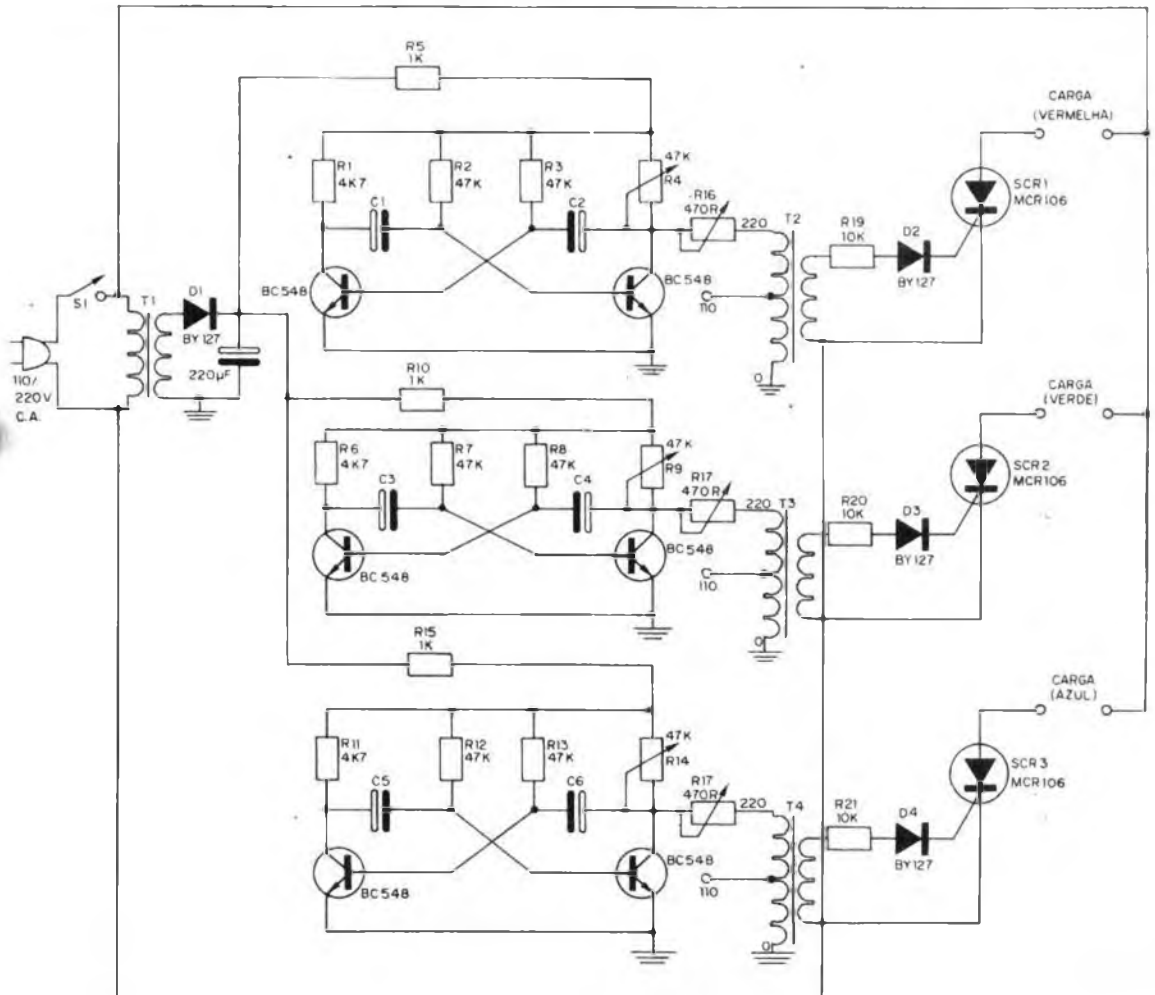 R5
1K
CARGA
(VERMELHA)
R1
4K7
R2
47K
R3
47K
47K
R4
C1
C2
R16
470R
220
T2
R19
10K
D2
BY127
SCR1
MCR106
BC548
BC548
110
0
S1
T1
D1
BY127
220µF
110/
220V
C.A.
R10
1K
CARGA
(VERDE)
R6
4K7
R7
47K
R8
47K
47K
R9
C3
C4
R17
470R
220
T3
R20
10K
D3
BY127
SCR2
MCR106
BC548
BC548
110
0
R15
1K
CARGA
(AZUL)
R11
4K7
R12
47K
R13
47K
47K
R14
C5
C6
R17
470R
220
T4
R21
10K
D4
BY127
SCR3
MCR106
BC548
BC548
110
0